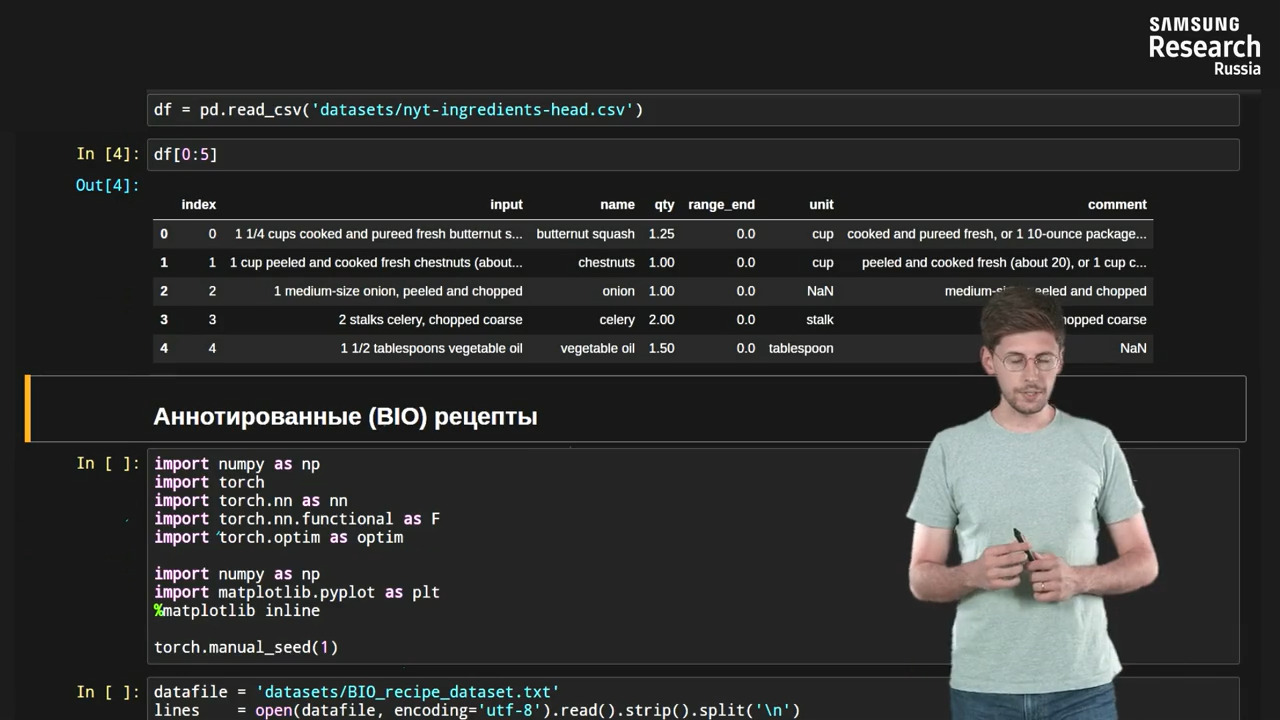 SAMSUNG
Research
Russia
df = pd.read_csv('datasets/nyt-ingredients-head.csv')
In [4]: df[0:5]
Out[4]:
index input name qty range_end unit comment
0 0 1 1/4 cups cooked and pureed fresh butternut s... butternut squash 1.25 0.0 cup cooked and pureed fresh, or 1 10-ounce package...
1 1 1 cup peeled and cooked fresh chestnuts (about... chestnuts 1.00 0.0 cup peeled and cooked fresh (about 20), or 1 cup c...
2 2 1 medium-size onion, peeled and chopped onion 1.00 0.0 NaN and chopped
3 3 2 stalks celery, chopped coarse celery 2.00 0.0 stalk coarse
4 4 1 1/2 tablespoons vegetable oil vegetable oil 1.50 0.0 tablespoon NaN
Аннотированные (BIO) рецепты
In [ ]: import numpy as np
import torch
import torch.nn as nn
import torch.nn.functional as F
import torch.optim as optim
import numpy as np
import matplotlib.pyplot as plt
%matplotlib inline
torch.manual_seed(1)
In [ ]: datafile = 'datasets/BIO_recipe_dataset.txt'
lines = open(datafile, encoding='utf-8').read().strip().split('\n')